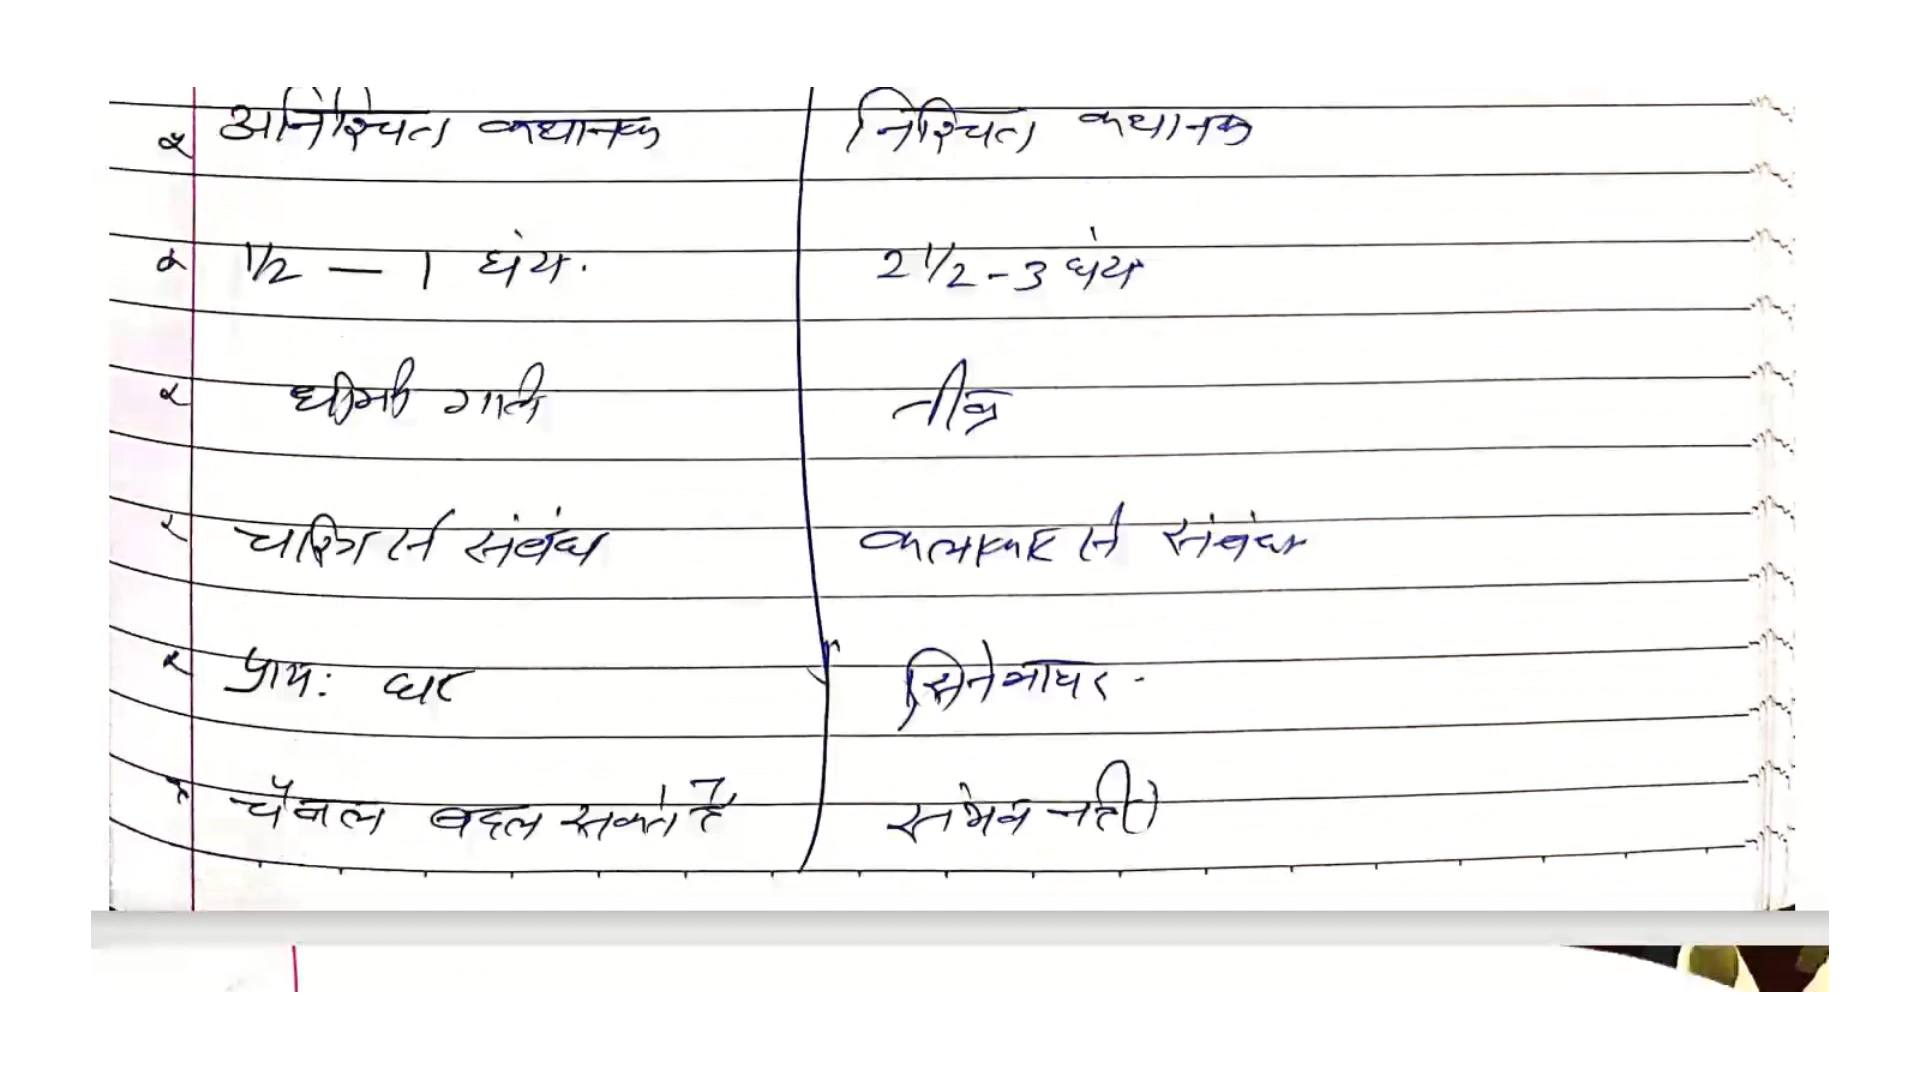 अनिश्चित कथानक निश्चित कथानक
1/2 — 1 घंटा. 2 1/2 - 3 घंटा
धीमी गति तीव्र
चरित्र से संबंध कलाकार से संबंध
प्रायः घर सिनेमाघर.
चैनल बदल सकते हैं संभव नहीं